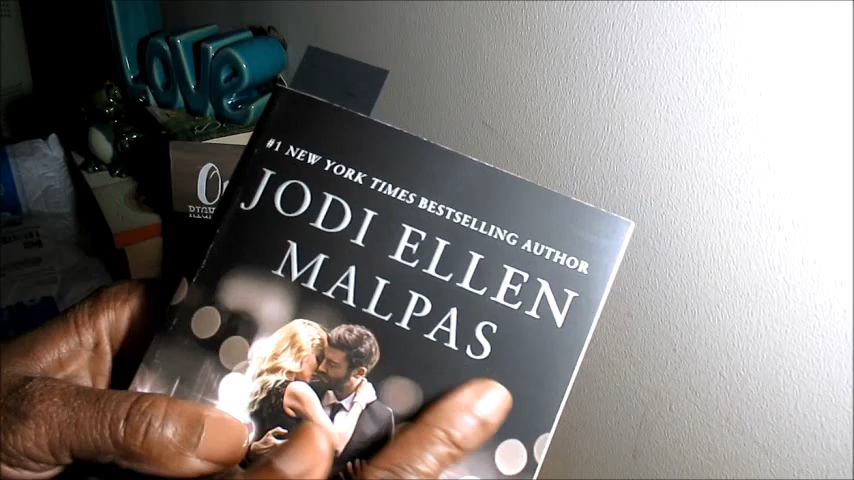 LOVE
#1 NEW YORK TIMES BESTSELLING AUTHOR
JODI ELLEN
MALPAS